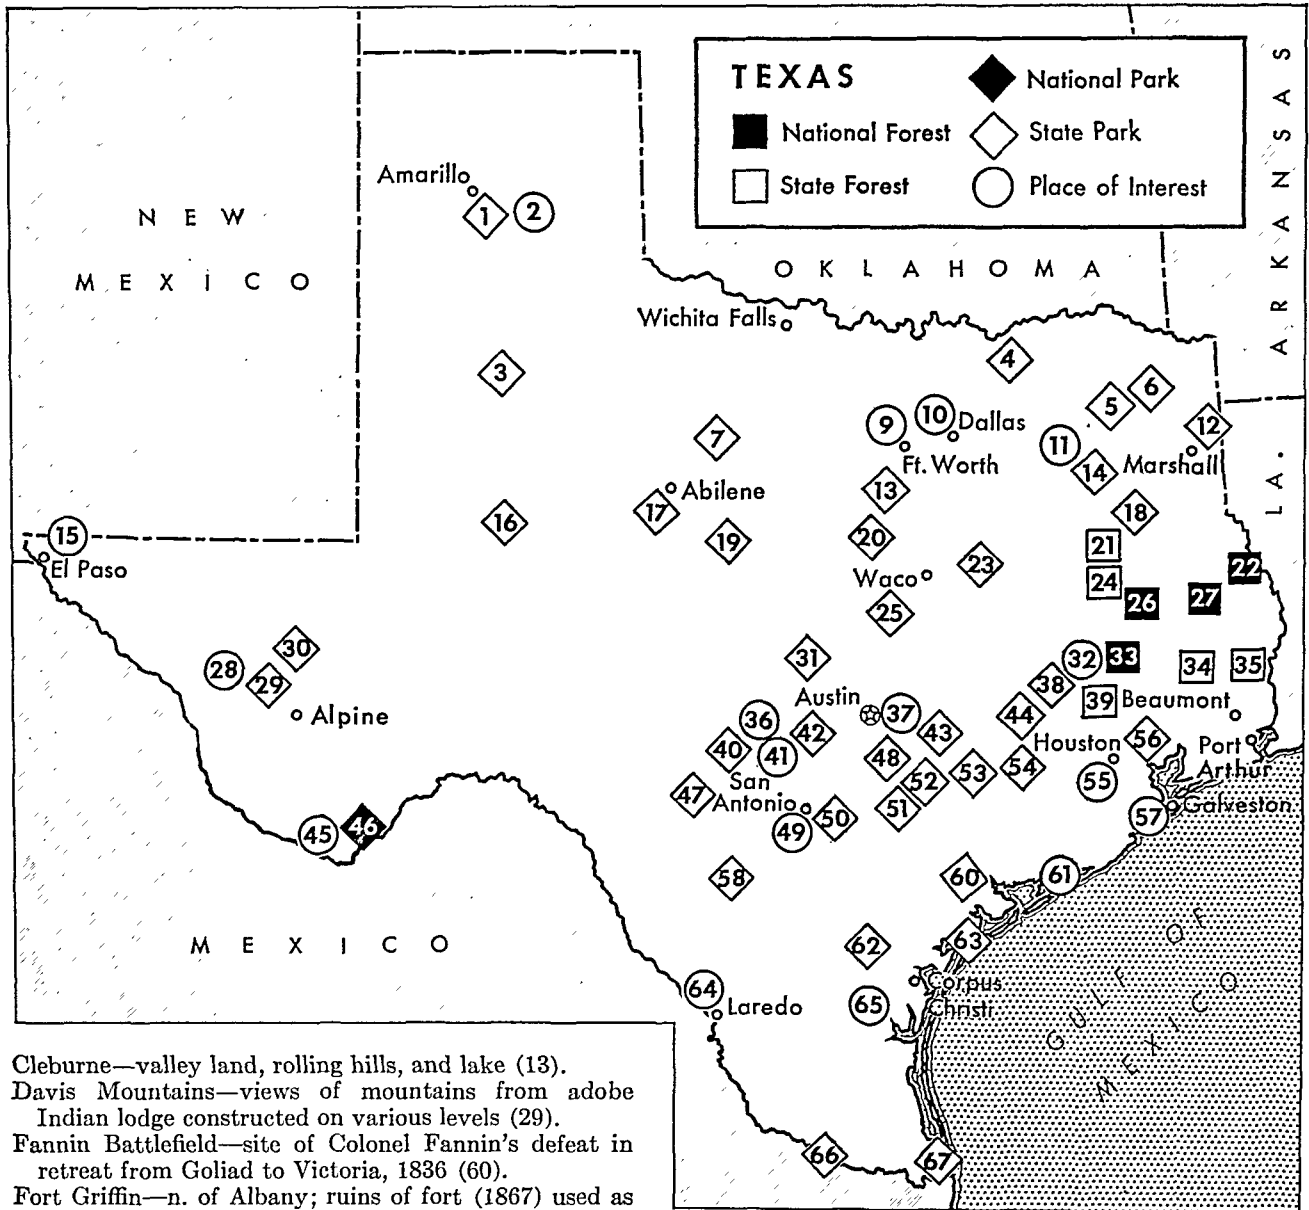 TEXAS
National Park
National Forest
State Park
State Forest
Place of Interest
ARKANSAS
Amarillo
1
2
NEW
MEXICO
OKLAHOMA
Wichita Falls
4
3
6
5
10
9
Dallas
12
7
11
Ft. Worth
14
Marshall
LA.
Abilene
13
17
16
18
15
19
20
21
El Paso
23
22
Waco
24
26
27
25
30
31
32
33
34
35
28
29
38
Austin
39
Beaumont
Alpine
36
37
44
42
43
40
41
Houston
56
Port
Arthur
48
53
54
San
Antonio
47
52
55
51
Galveston
50
57
45
46
49
58
60
61
MEXICO
62
63
Corpus
Christi
64
Laredo
65
GULF OF
MEXICO
66
67
Cleburne—valley land, rolling hills, and lake (13).
Davis Mountains—views of mountains from adobe
Indian lodge constructed on various levels (29).
Fannin Battlefield—site of Colonel Fannin's defeat in
retreat from Goliad to Victoria, 1836 (60).
Fort Griffin—n. of Albany; ruins of fort (1867) used as